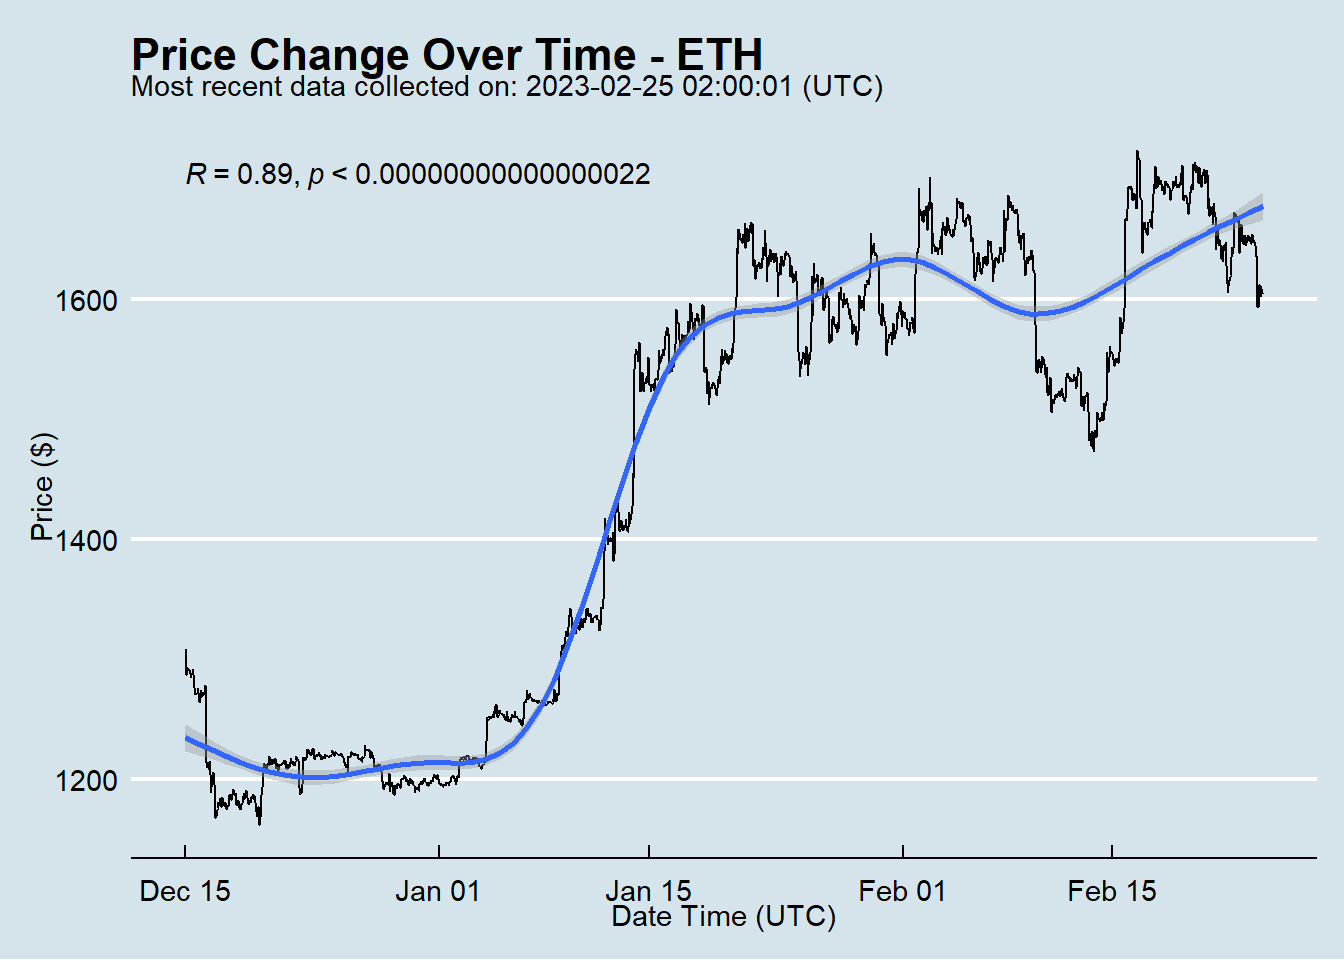 Price Change Over Time - ETH
Most recent data collected on: 2023-02-25 02:00:01 (UTC)
R = 0.89, p < 0.00000000000000022
1600
1400
1200
Price ($)
Dec 15 Jan 01 Jan 15 Feb 01 Feb 15
Date Time (UTC)